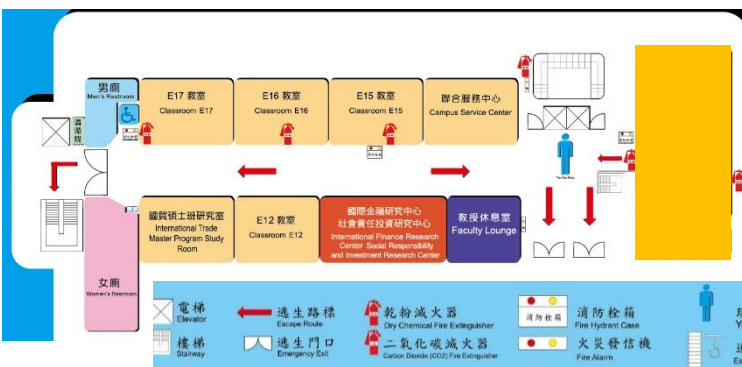 男廁
Men's Restroom
E17 教室
Classroom E17
E16 教室
Classroom E16
E15 教室
Classroom E15
聯合服務中心
Campus Service Center
國貿碩士班研究室
International Trade
Master Program Study
Room
E12 教室
Classroom E12
國際金融研究中心
社會責任投資研究中心
International Finance Research
Center Social Responsibility
and Investment Research Center
教授休息室
Faculty Lounge
女廁
Women's Restroom
電梯
Elevator
逃生路標
Escape Route
乾粉滅火器
Dry Chemical Fire Extinguisher
消防栓箱
消防栓箱
Fire Hydrant Case
樓梯
Stairway
逃生門口
Emergency Exit
二氧化碳滅火器
Carbon Dioxide (CO2) Fire Extinguisher
火災發信機
Fire Alarm